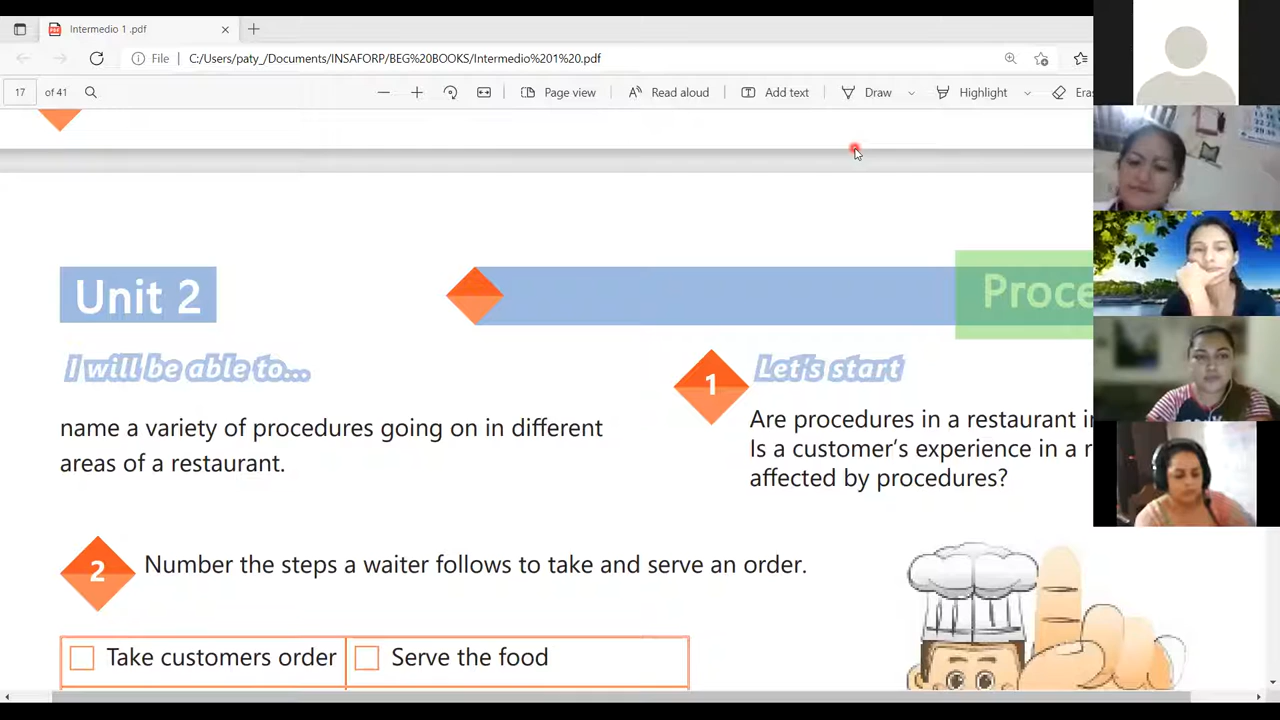 Intermedio 1 .pdf
File C:/Users/paty_/Documents/INSAFORP/BEG%20BOOKS/Intermedio%201%20.pdf
17 of 41 Page view Read aloud Add text Draw Highlight Eras
Unit 2 Proce
I will be able to...
1 Let's start
name a variety of procedures going on in different
areas of a restaurant.
Are procedures in a restaurant i
Is a customer's experience in a r
affected by procedures?
2 Number the steps a waiter follows to take and serve an order.
Take customers order Serve the food